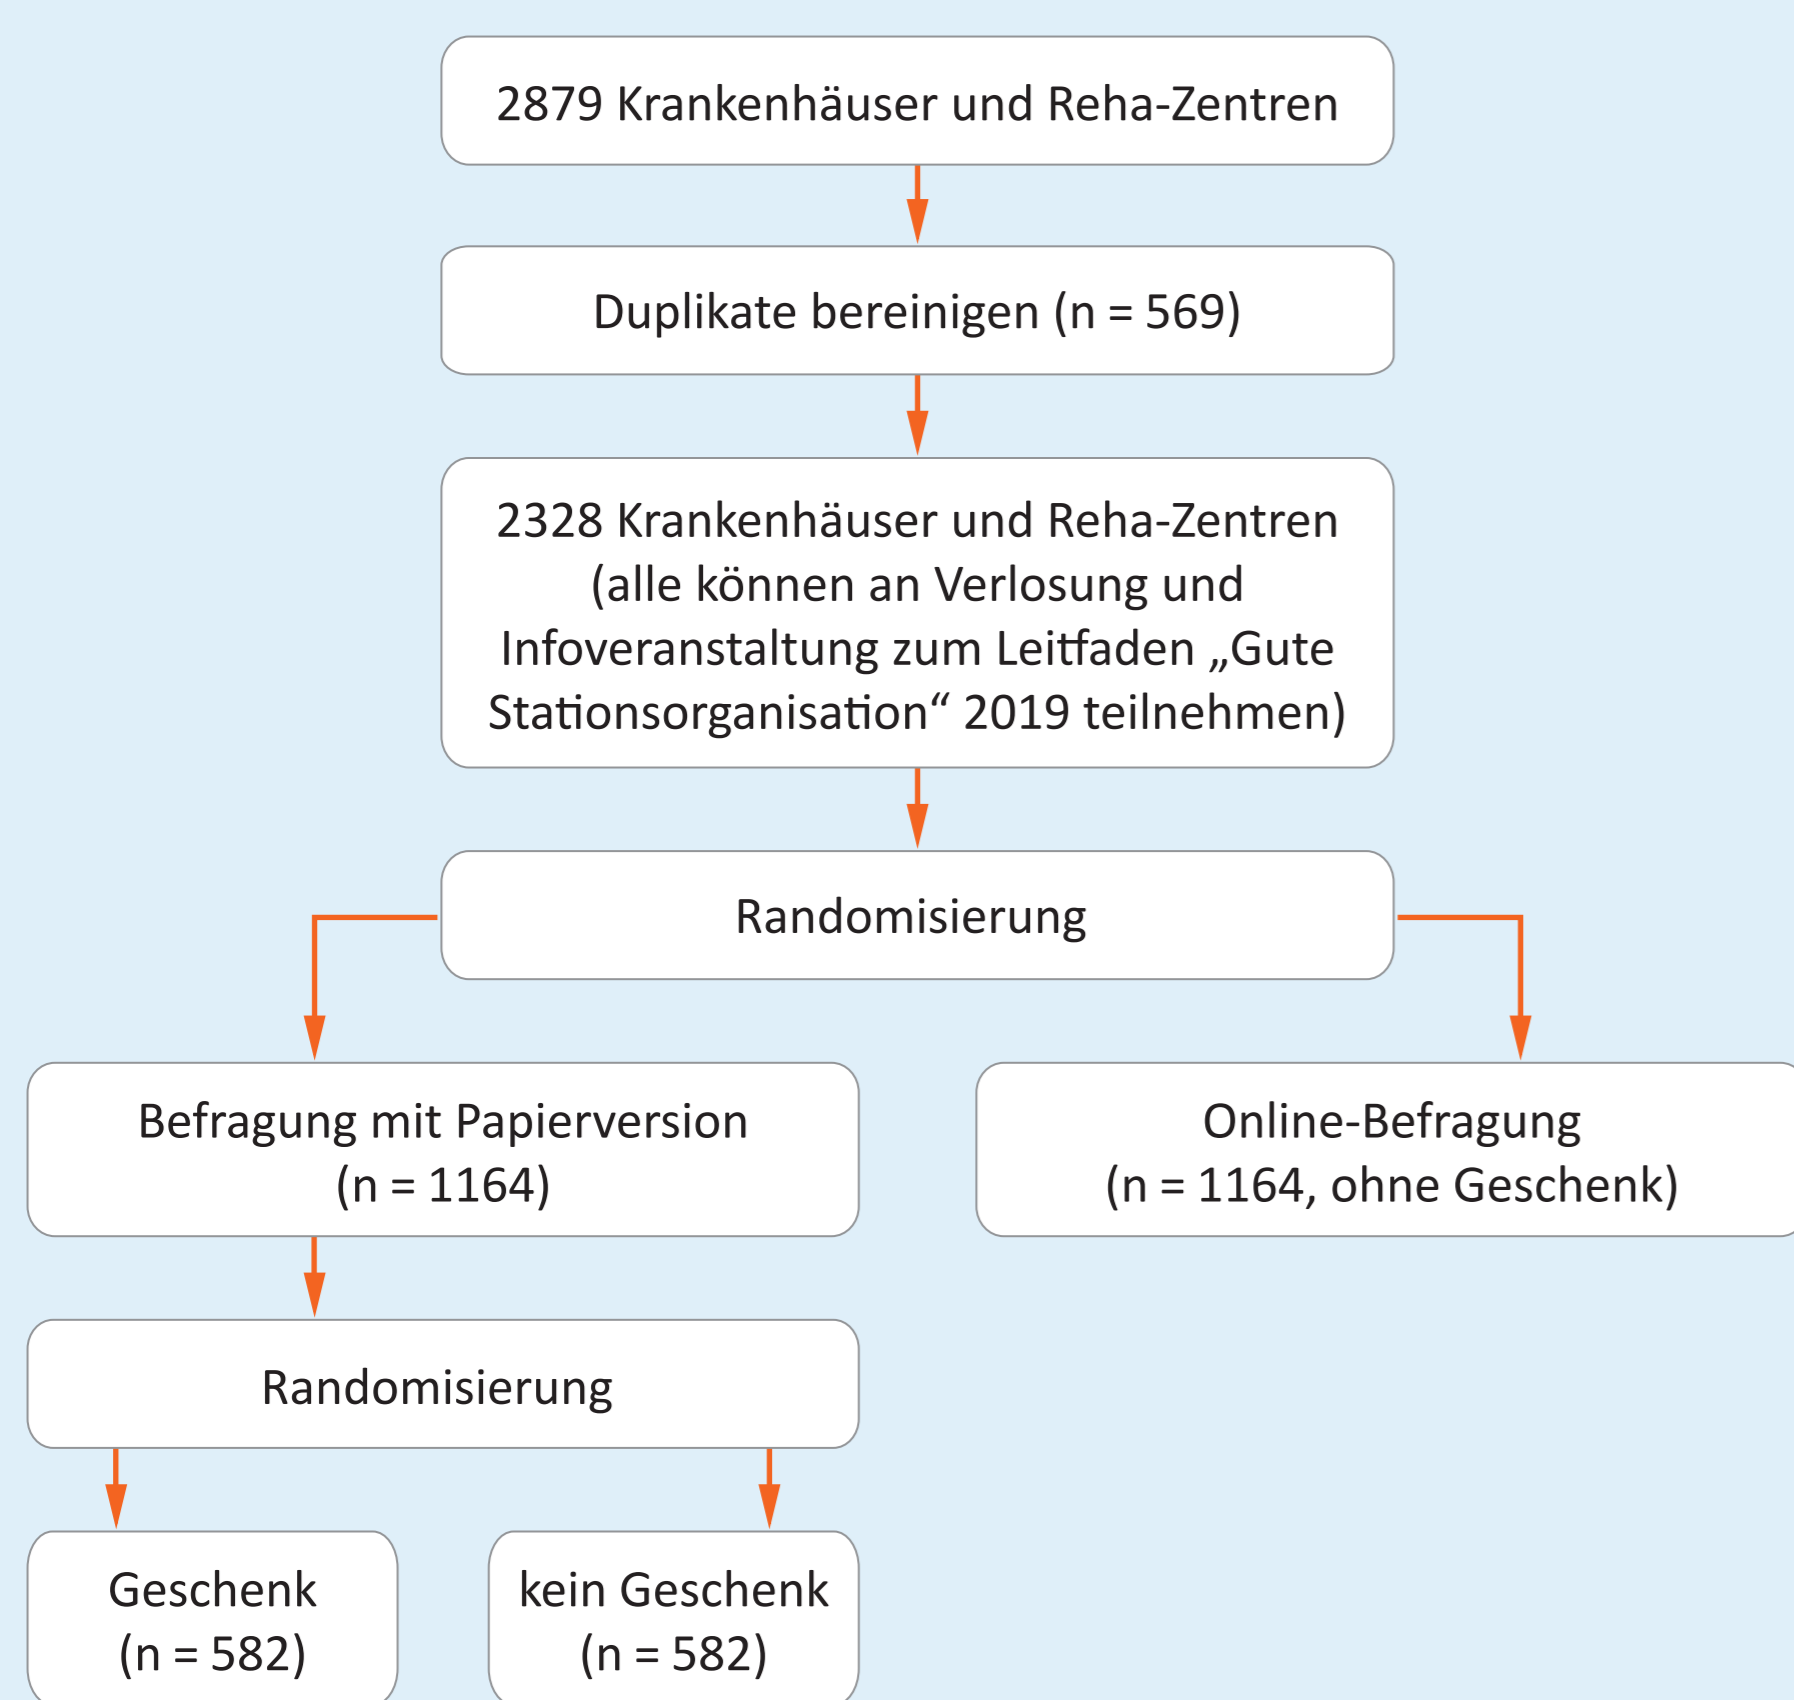 2879 Krankenhäuser und Reha-Zentren
Duplikate bereinigen (n = 569)
2328 Krankenhäuser und Reha-Zentren
(alle können an Verlosung und
Infoveranstaltung zum Leitfaden „Gute
Stationsorganisation“ 2019 teilnehmen)
Randomisierung
Befragung mit Papierversion
(n = 1164)
Online-Befragung
(n = 1164, ohne Geschenk)
Randomisierung
Geschenk
(n = 582)
kein Geschenk
(n = 582)